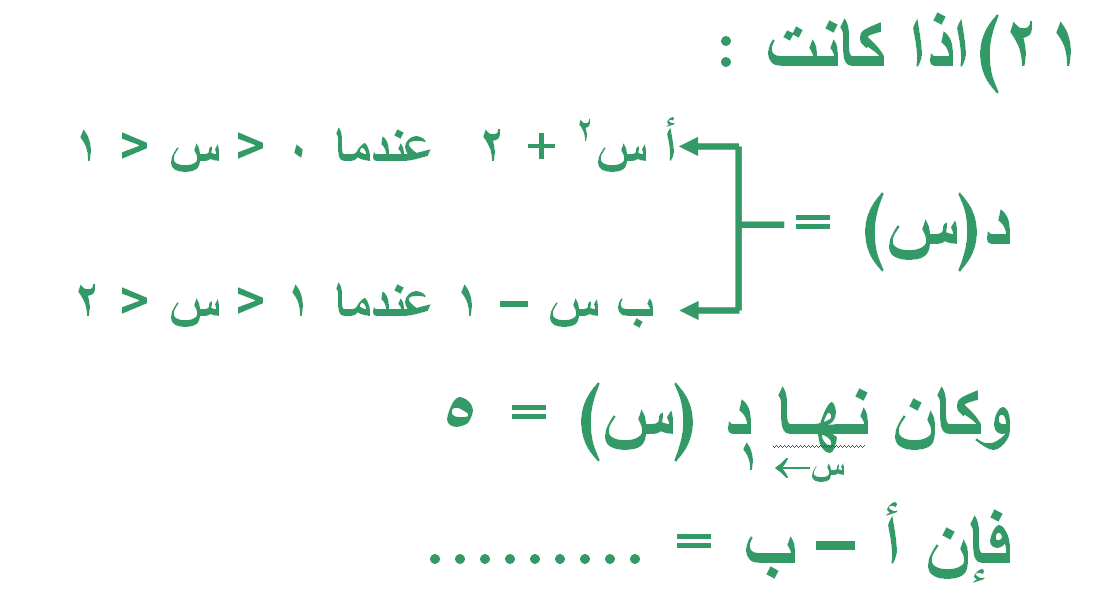 ٢١) اذا كانت :
أ س٢ + ٢ عندما ٠ < س < ١
د(س) =
ب س – ١ عندما ١ < س < ٢
وكان نهـا د (س) = ٥
س← ١
فإن أ – ب = .........